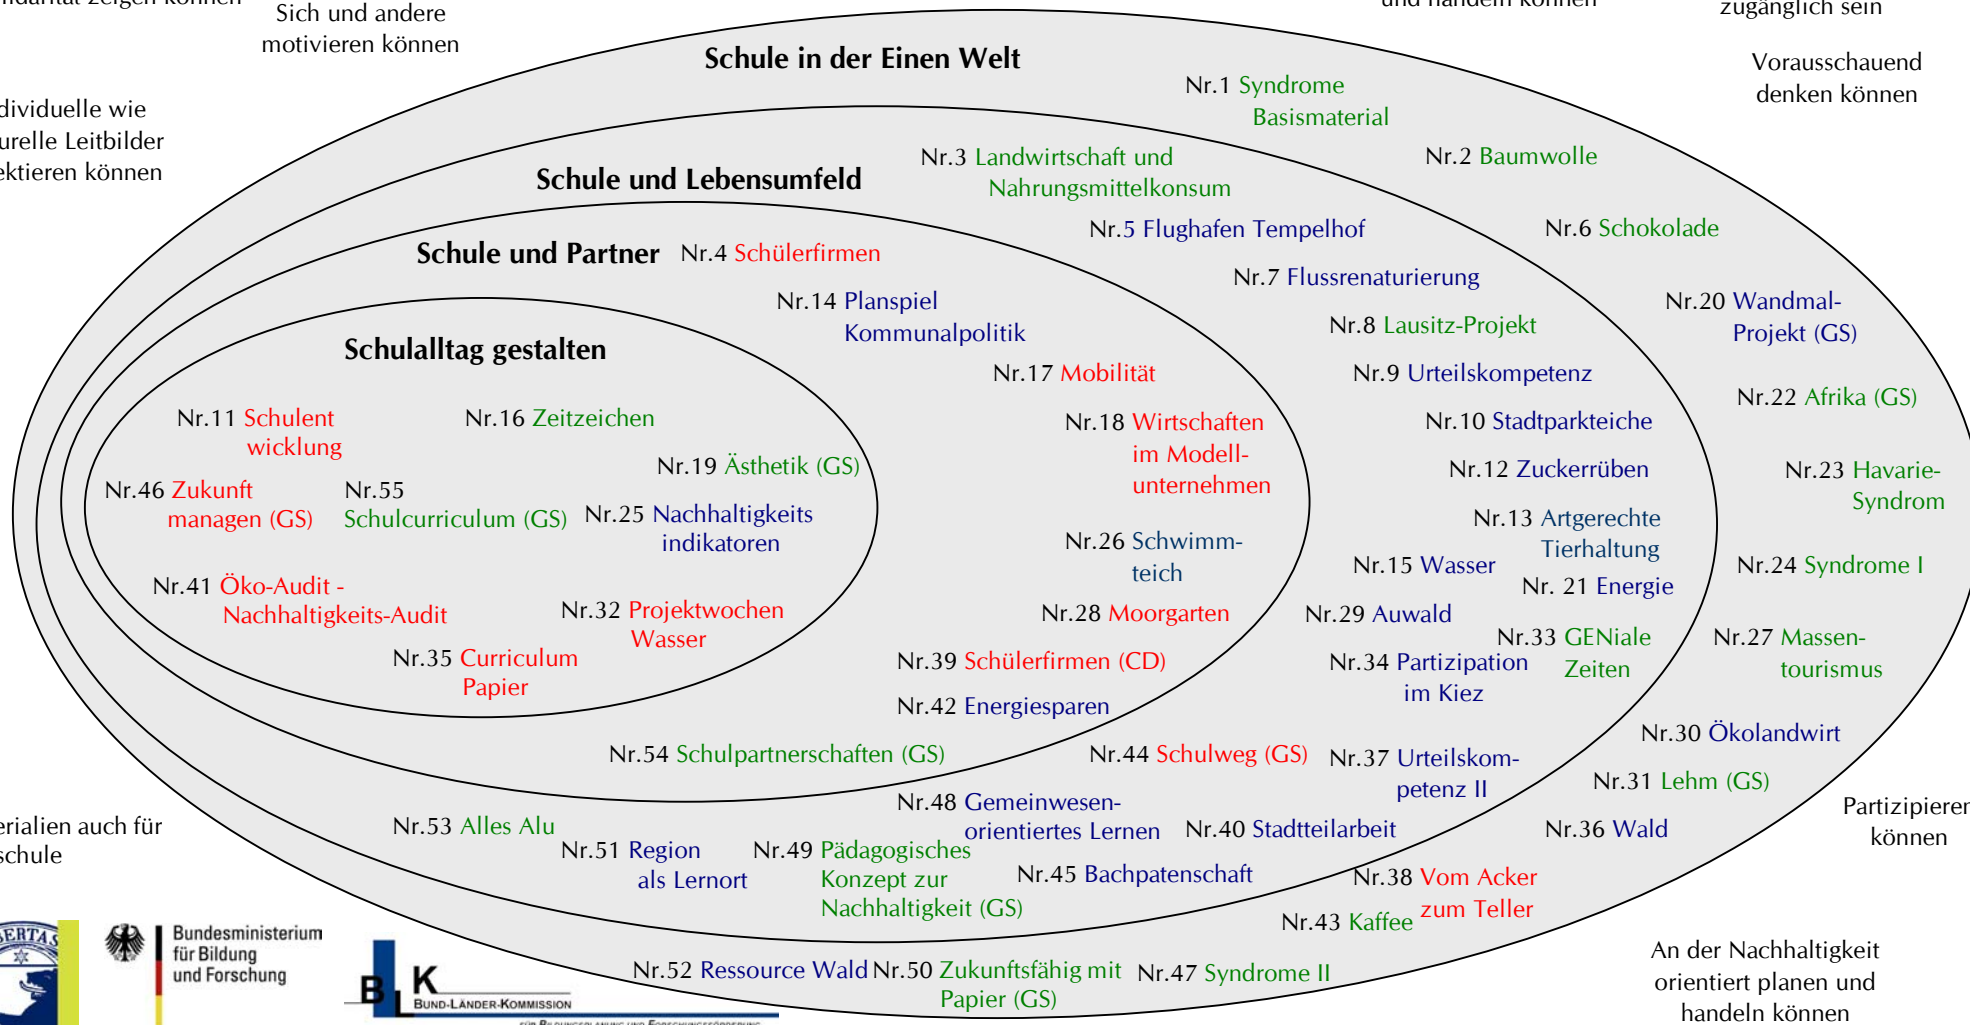 zeigen können
Sich und andere
motivieren können
und handeln können
zugänglich sein
Vorausschauend
denken können
wie
Leitbilder
können
Schule in der Einen Welt
Nr.1 Syndrome
Basismaterial
Nr.2 Baumwolle
Nr.3 Landwirtschaft und
Nahrungsmittelkonsum
Schule und Lebensumfeld
Nr.5 Flughafen Tempelhof
Nr.6 Schokolade
Schule und Partner
Nr.4 Schülerfirmen
Nr.7 Flussrenaturierung
Nr.14 Planspiel
Kommunalpolitik
Nr.20 Wandmal-
Projekt (GS)
Nr.8 Lausitz-Projekt
Schulalltag gestalten
Nr.17 Mobilität
Nr.9 Urteilskompetenz
Nr.22 Afrika (GS)
Nr.11 Schulent
wicklung
Nr.16 Zeitzeichen
Nr.18 Wirtschaften
im Modell-
unternehmen
Nr.10 Stadtparkteiche
Nr.19 Ästhetik (GS)
Nr.12 Zuckerrüben
Nr.23 Havarie-
Syndrom
Nr.46 Zukunft
managen (GS)
Nr.55
Schulcurriculum (GS)
Nr.25 Nachhaltigkeits
indikatoren
Nr.13 Artgerechte
Tierhaltung
Nr.26 Schwimm-
teich
Nr.15 Wasser
Nr.24 Syndrome I
Nr. 21 Energie
Nr.41 Öko-Audit -
Nachhaltigkeits-Audit
Nr.32 Projektwochen
Wasser
Nr.28 Moorgarten
Nr.29 Auwald
Nr.33 GENiale
Zeiten
Nr.27 Massen-
tourismus
Nr.35 Curriculum
Papier
Nr.39 Schülerfirmen (CD)
Nr.34 Partizipation
im Kiez
Nr.42 Energiesparen
Nr.30 Ökolandwirt
Nr.54 Schulpartnerschaften (GS)
Nr.44 Schulweg (GS)
Nr.37 Urteilskom-
petenz II
Nr.31 Lehm (GS)
Nr.48 Gemeinwesen-
orientiertes Lernen
Partizipieren
können
Nr.53 Alles Alu
Nr.40 Stadtteilarbeit
Nr.36 Wald
auch für
Nr.51 Region
als Lernort
Nr.49 Pädagogisches
Konzept zur
Nachhaltigkeit (GS)
Nr.45 Bachpatenschaft
Nr.38 Vom Acker
zum Teller
Nr.43 Kaffee
An der Nachhaltigkeit
orientiert planen und
handeln können
Nr.52 Ressource Wald
Nr.50 Zukunftsfähig mit
Papier (GS)
Nr.47 Syndrome II
Bundesministerium
für Bildung
und Forschung
BLK
BUND-LÄNDER-KOMMISSION
FÜR BILDUNGSPLANUNG UND FORSCHUNGSFÖRDERUNG